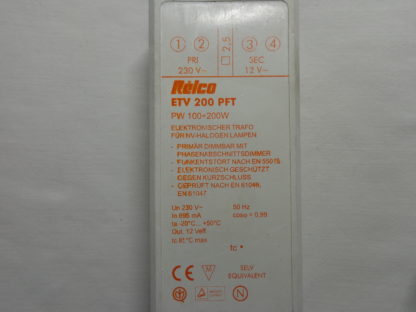 1 2 2,5 3 4
PRI SEC
230 V~ 12 V~
Relco
ETV 200 PFT
PW 100÷200W
ELEKTRONISCHER TRAFO
FÜR NV-HALOGEN LAMPEN
- PRIMÄR DIMMBAR MIT
PHASENABSCHNITTSDIMMER
- FUNKENTSTÖRT NACH EN 55015
- ELEKTRONISCH GESCHÜTZT
GEGEN KURZSCHLUSS
- GEPRÜFT NACH EN 61046,
EN 61047
Un 230 V~ 50 Hz
In 895 mA cosφ = 0,99
ta -20°C... +50°C
Out. 12 Veff.
tc max
tc
CE M SELV
EQUIVALENT
N